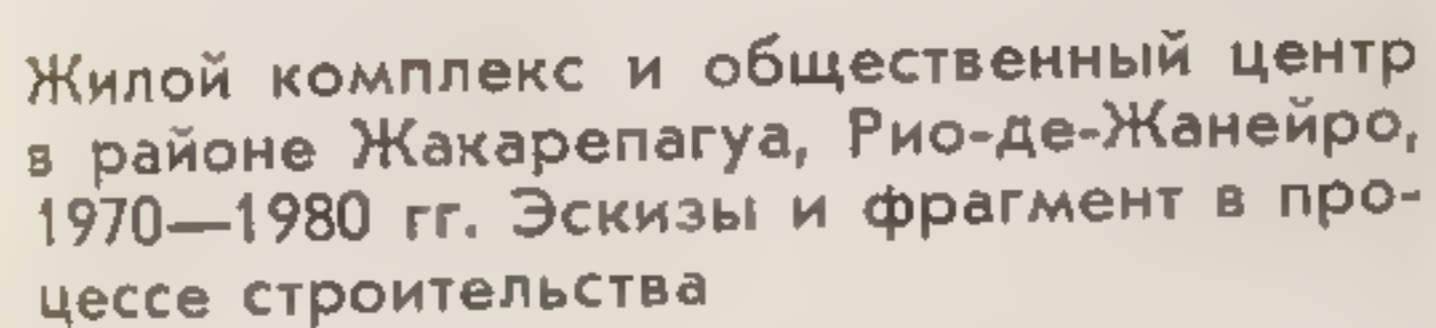 Жилой комплекс и общественный центр
в районе Жакарепагуа, Рио-де-Жанейро,
1970—1980 гг. Эскизы и фрагмент в про-
цессе строительства